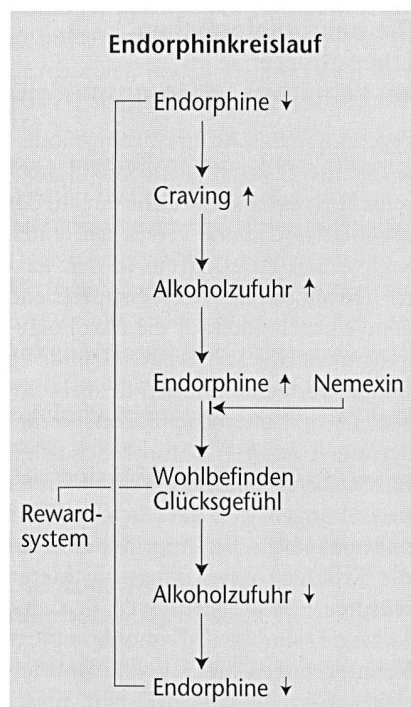 Endorphinkreislauf
Endorphine ↓
Craving ↑
Alkoholzufuhr ↑
Endorphine ↑ Nemexin
Wohlbefinden
Glücksgefühl
Reward-
system
Alkoholzufuhr ↓
Endorphine ↓